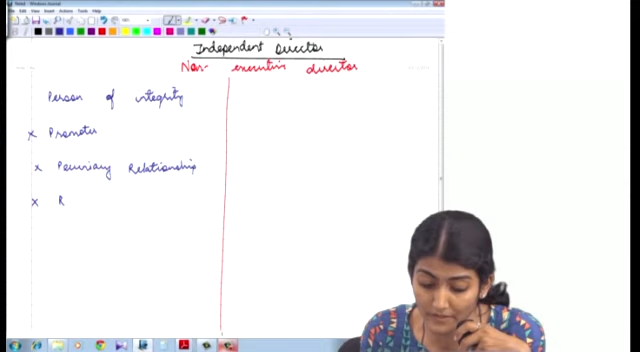 Independent Director
Non- executive director
Person of integrity
x Promoter
x Pecuniary Relationship
x R